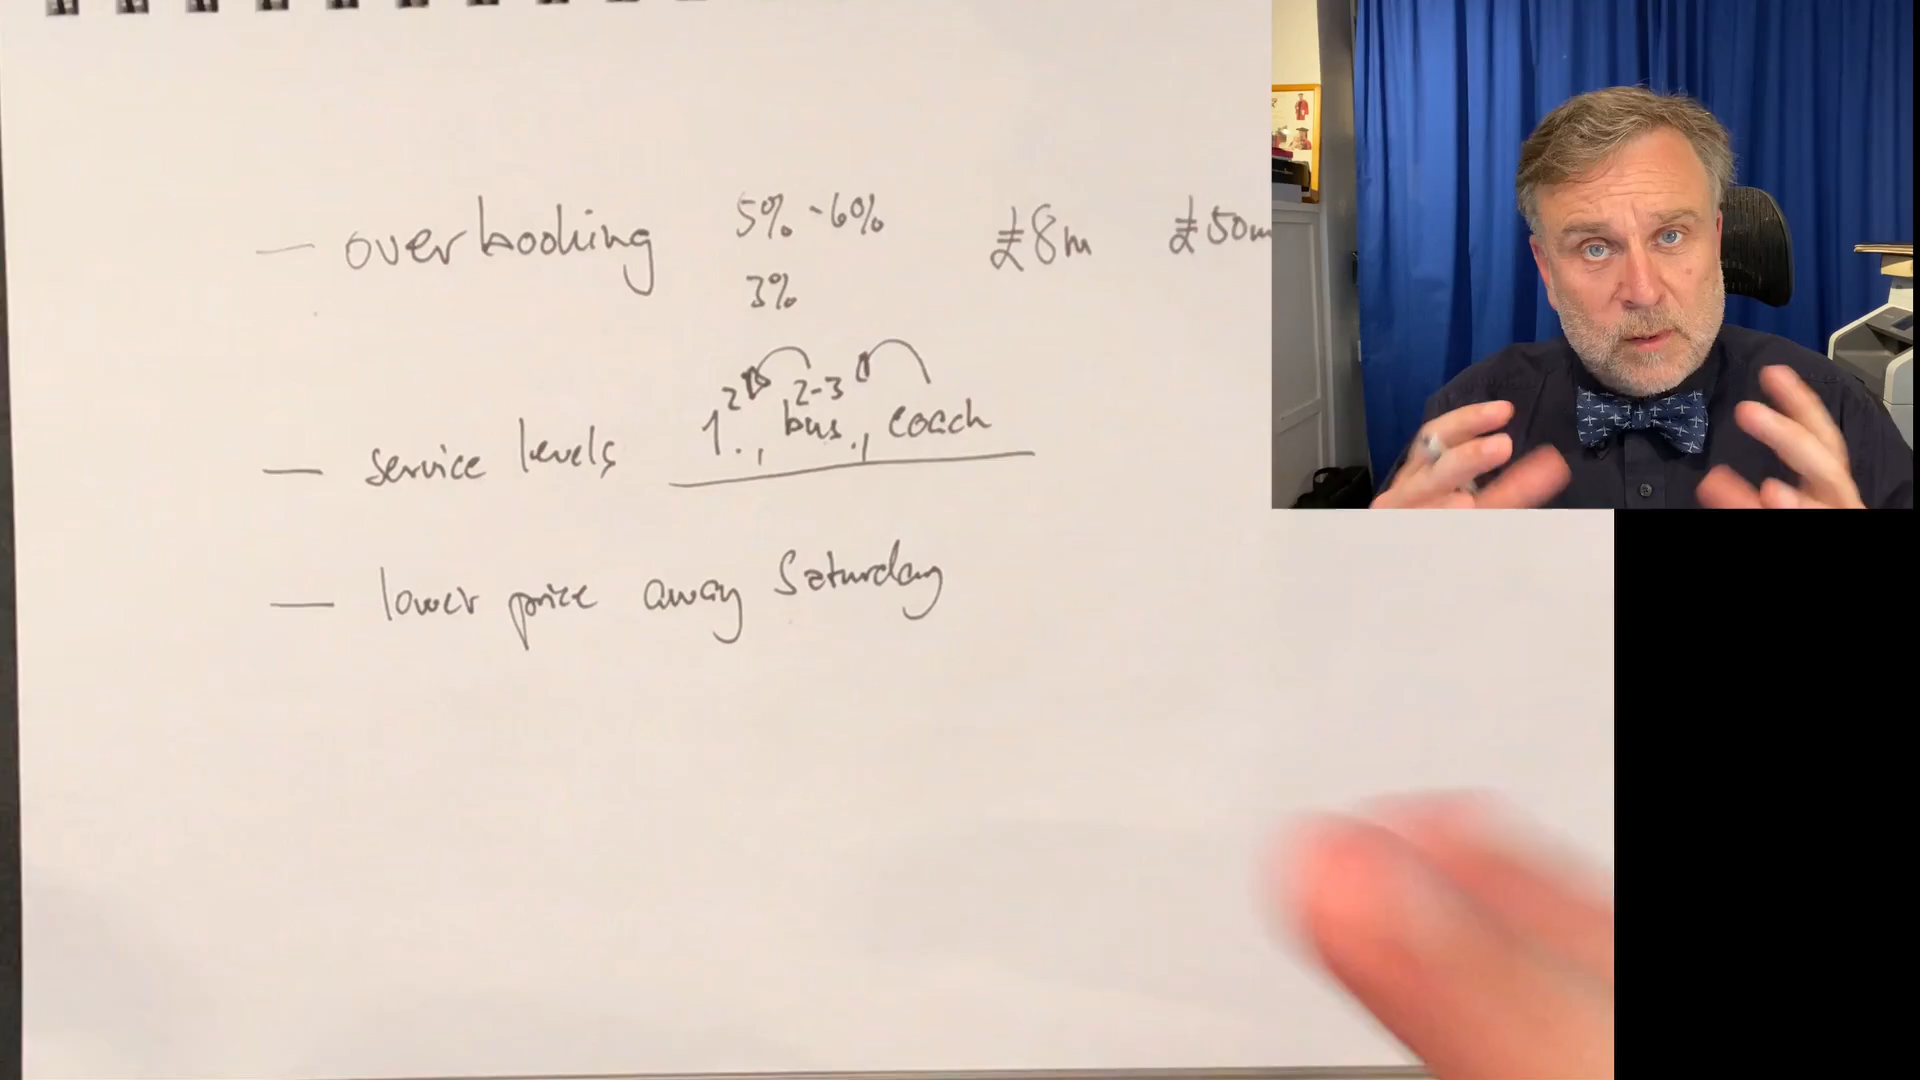 — overbooking 5% - 6% £8m £50m
3%
2 2-3
— service levels 1., bus., coach
— lower price away Saturday